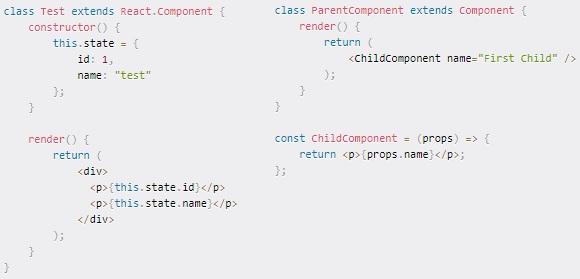 class Test extends React.Component {
    constructor() {
        this.state = {
            id: 1,
            name: "test"
        };
    }

    render() {
        return (
            <div>
              <p>{this.state.id}</p>
              <p>{this.state.name}</p>
            </div>
        );
    }
}
class ParentComponent extends Component {
    render() {
        return (
            <ChildComponent name="First Child" />
        );
    }
}

const ChildComponent = (props) => {
    return <p>{props.name}</p>;
};